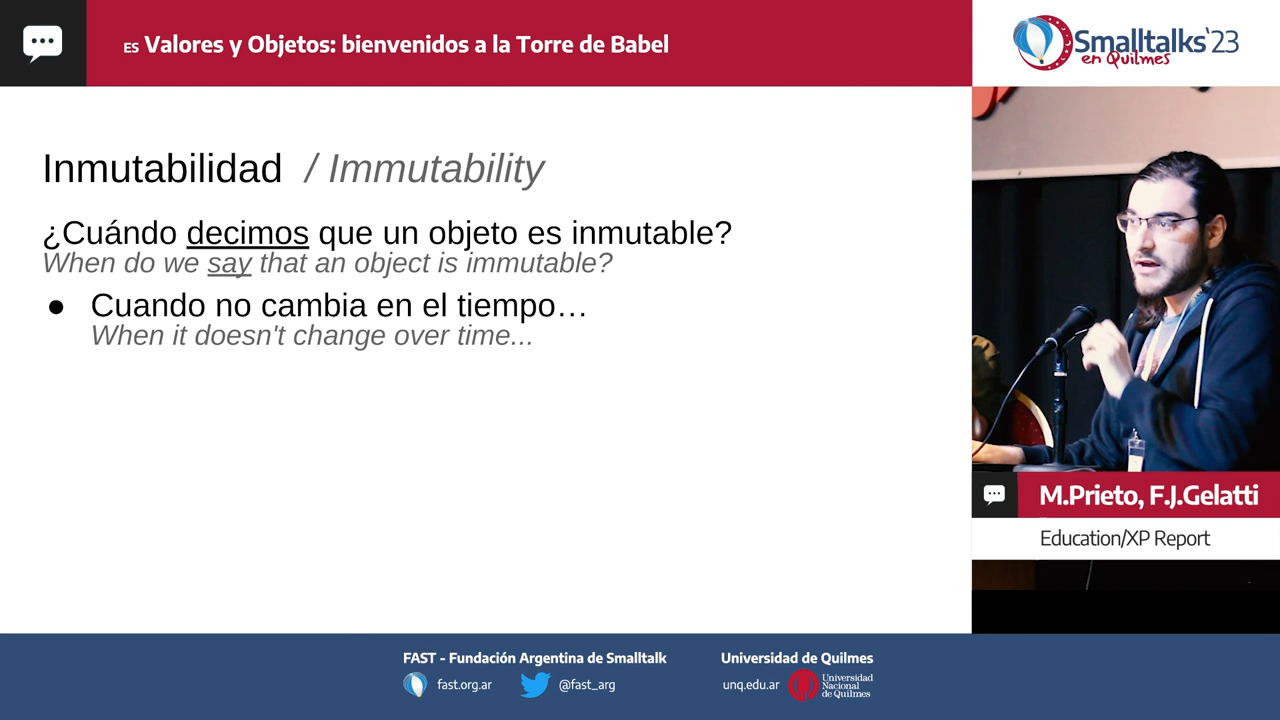 ES Valores y Objetos: bienvenidos a la Torre de Babel
Smalltalks'23
en Quilmes
Inmutabilidad / Immutability
¿Cuándo decimos que un objeto es inmutable?
When do we say that an object is immutable?
● Cuando no cambia en el tiempo…
When it doesn't change over time...
M.Prieto, F.J.Gelatti
Education/XP Report
FAST - Fundación Argentina de Smalltalk
fast.org.ar
@fast_arg
Universidad de Quilmes
unq.edu.ar
Universidad
Nacional
de Quilmes